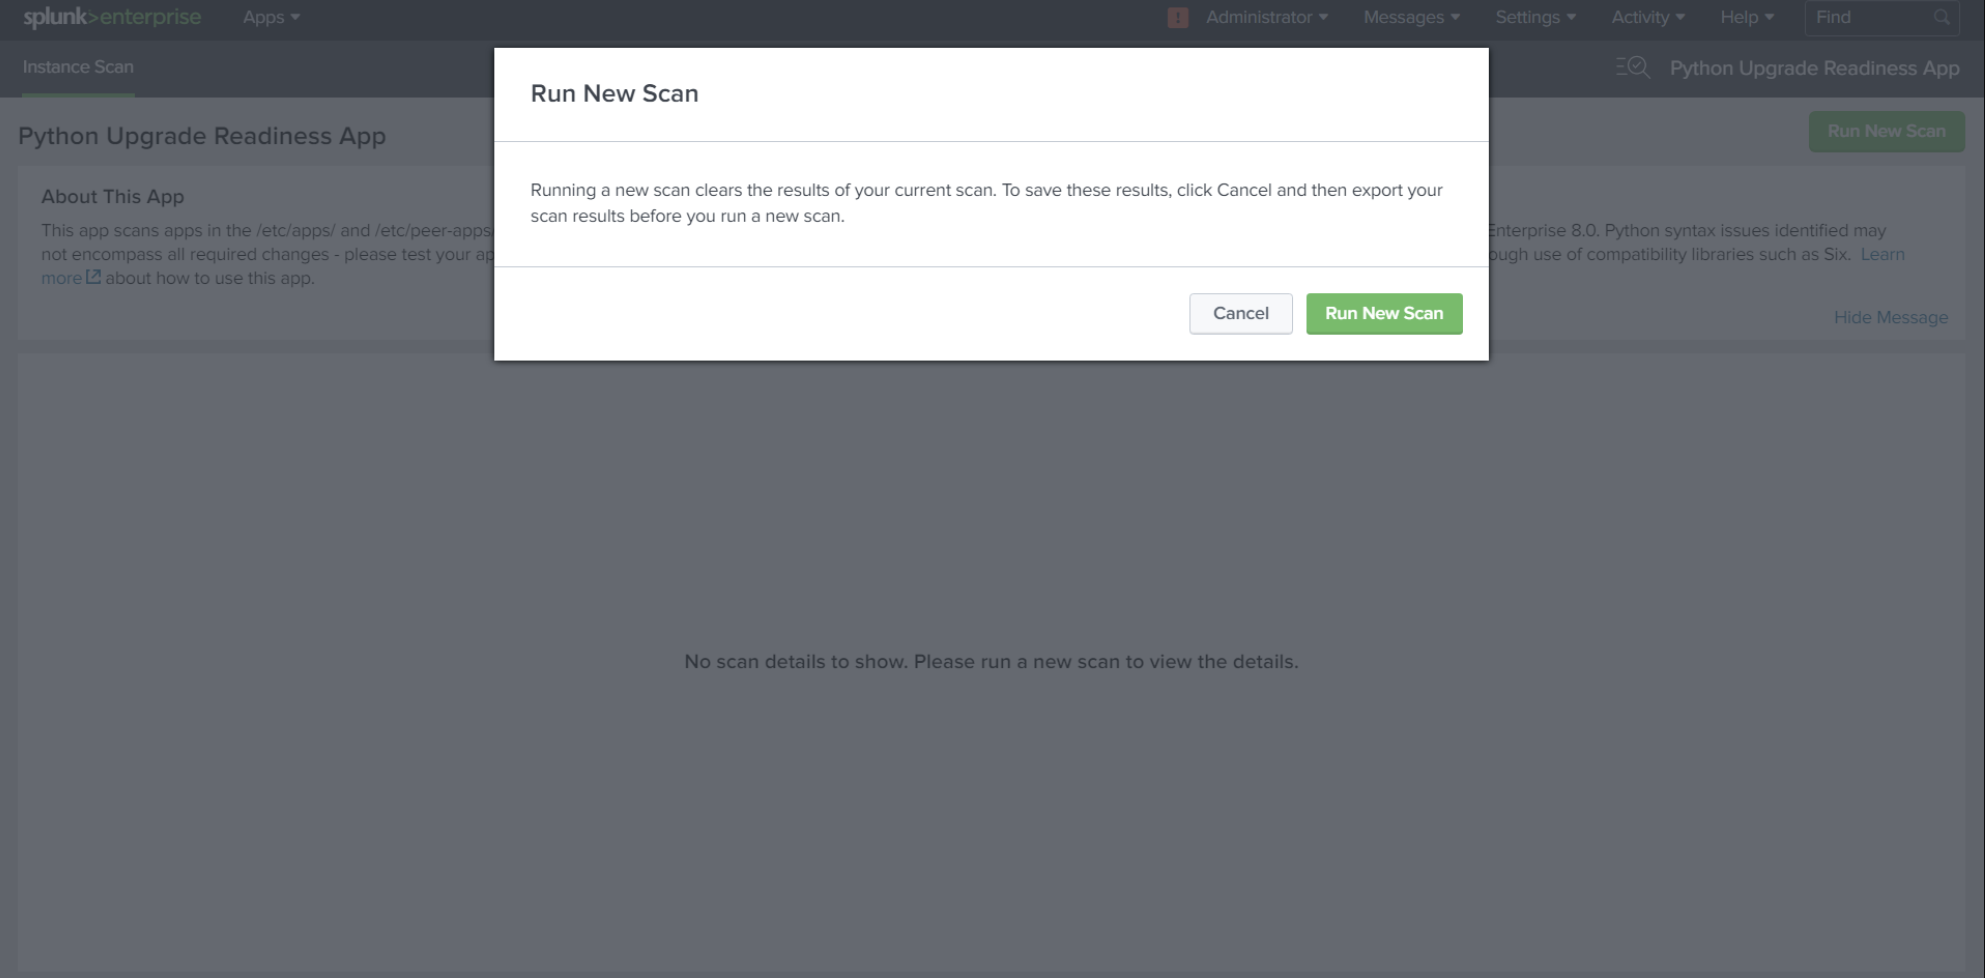 splunk>enterprise Apps ! Administrator Messages Settings Activity Help Find
Instance Scan Python Upgrade Readiness App
Run New Scan
Running a new scan clears the results of your current scan. To save these results, click Cancel and then export your
scan results before you run a new scan.
Cancel Run New Scan
Python Upgrade Readiness App Run New Scan
About This App
This app scans apps in the /etc/apps/ and /etc/peer-apps/ Enterprise 8.0. Python syntax issues identified may
not encompass all required changes - please test your ap ough use of compatibility libraries such as Six. Learn
more about how to use this app.
Hide Message
No scan details to show. Please run a new scan to view the details.